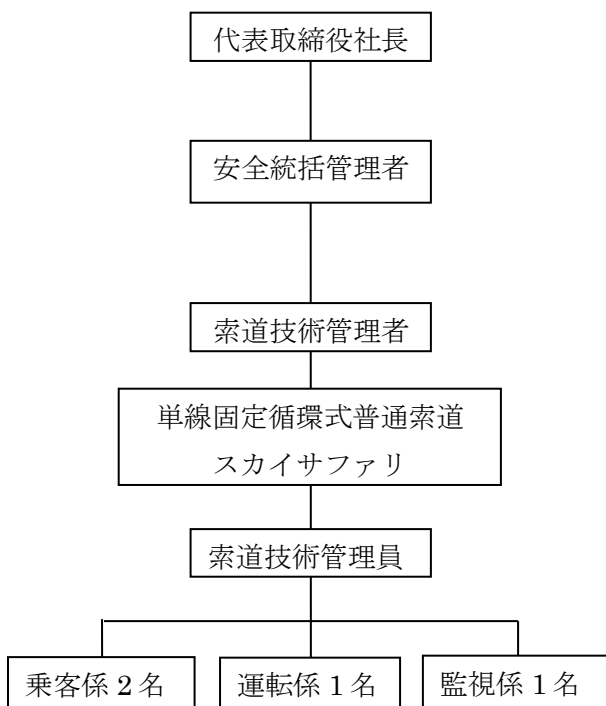 代表取締役社長
安全統括管理者
索道技術管理者
単線固定循環式普通索道
スカイサファリ
索道技術管理員
乗客係 2 名
運転係 1 名
監視係 1 名